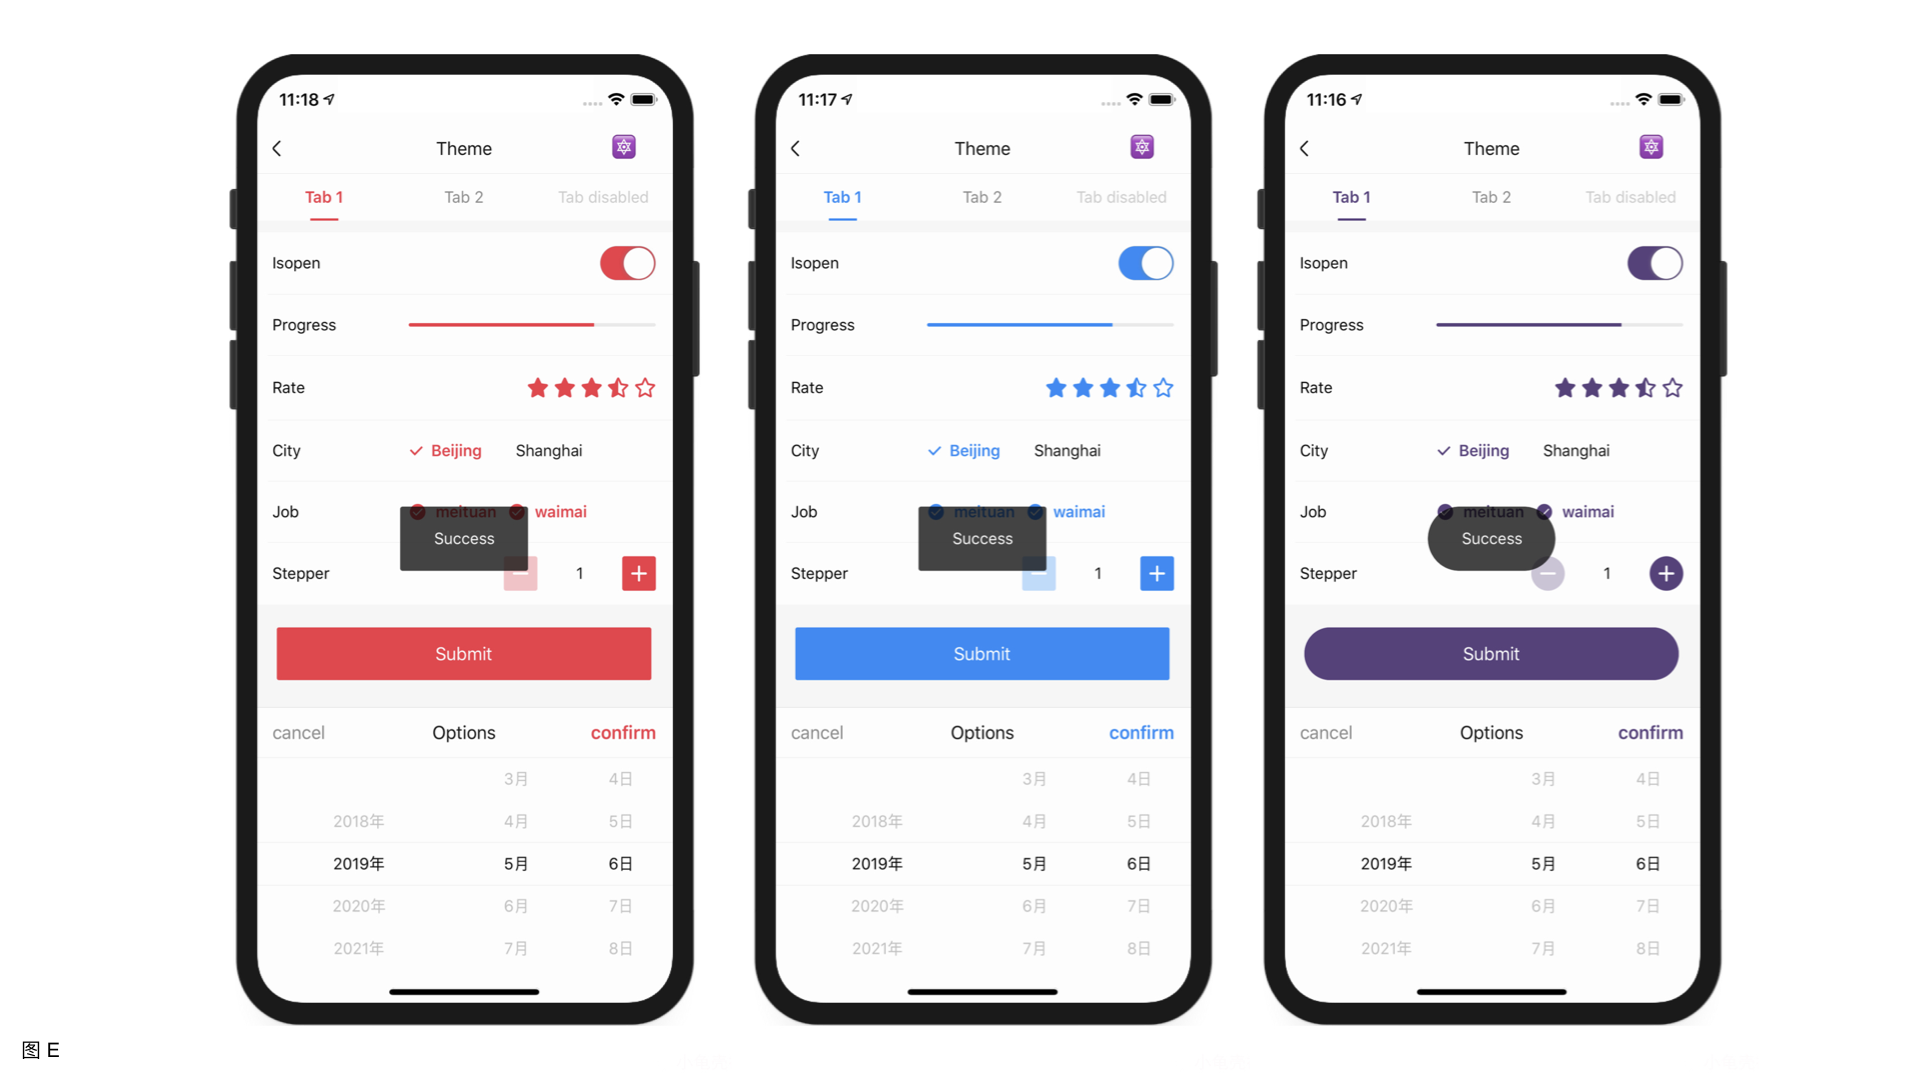 11:18
Theme
Tab 1 Tab 2 Tab disabled
Isopen
Progress
Rate
City Beijing Shanghai
Job meituan waimai
Success
Stepper 1
Submit
cancel Options confirm
3月 4日
2018年 4月 5日
2019年 5月 6日
2020年 6月 7日
2021年 7月 8日
11:17
Theme
Tab 1 Tab 2 Tab disabled
Isopen
Progress
Rate
City Beijing Shanghai
Job meituan waimai
Success
Stepper 1
Submit
cancel Options confirm
3月 4日
2018年 4月 5日
2019年 5月 6日
2020年 6月 7日
2021年 7月 8日
11:16
Theme
Tab 1 Tab 2 Tab disabled
Isopen
Progress
Rate
City Beijing Shanghai
Job meituan waimai
Success
Stepper 1
Submit
cancel Options confirm
3月 4日
2018年 4月 5日
2019年 5月 6日
2020年 6月 7日
2021年 7月 8日
图 E